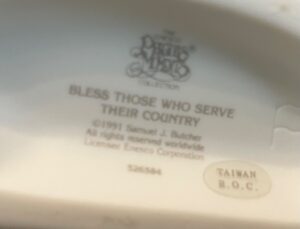 THE
Precious
Moments
COLLECTION
BLESS THOSE WHO SERVE
THEIR COUNTRY
©1991 Samuel J. Butcher
All rights reserved worldwide
Licensee Enesco Corporation
526584
TAIWAN
R.O.C.